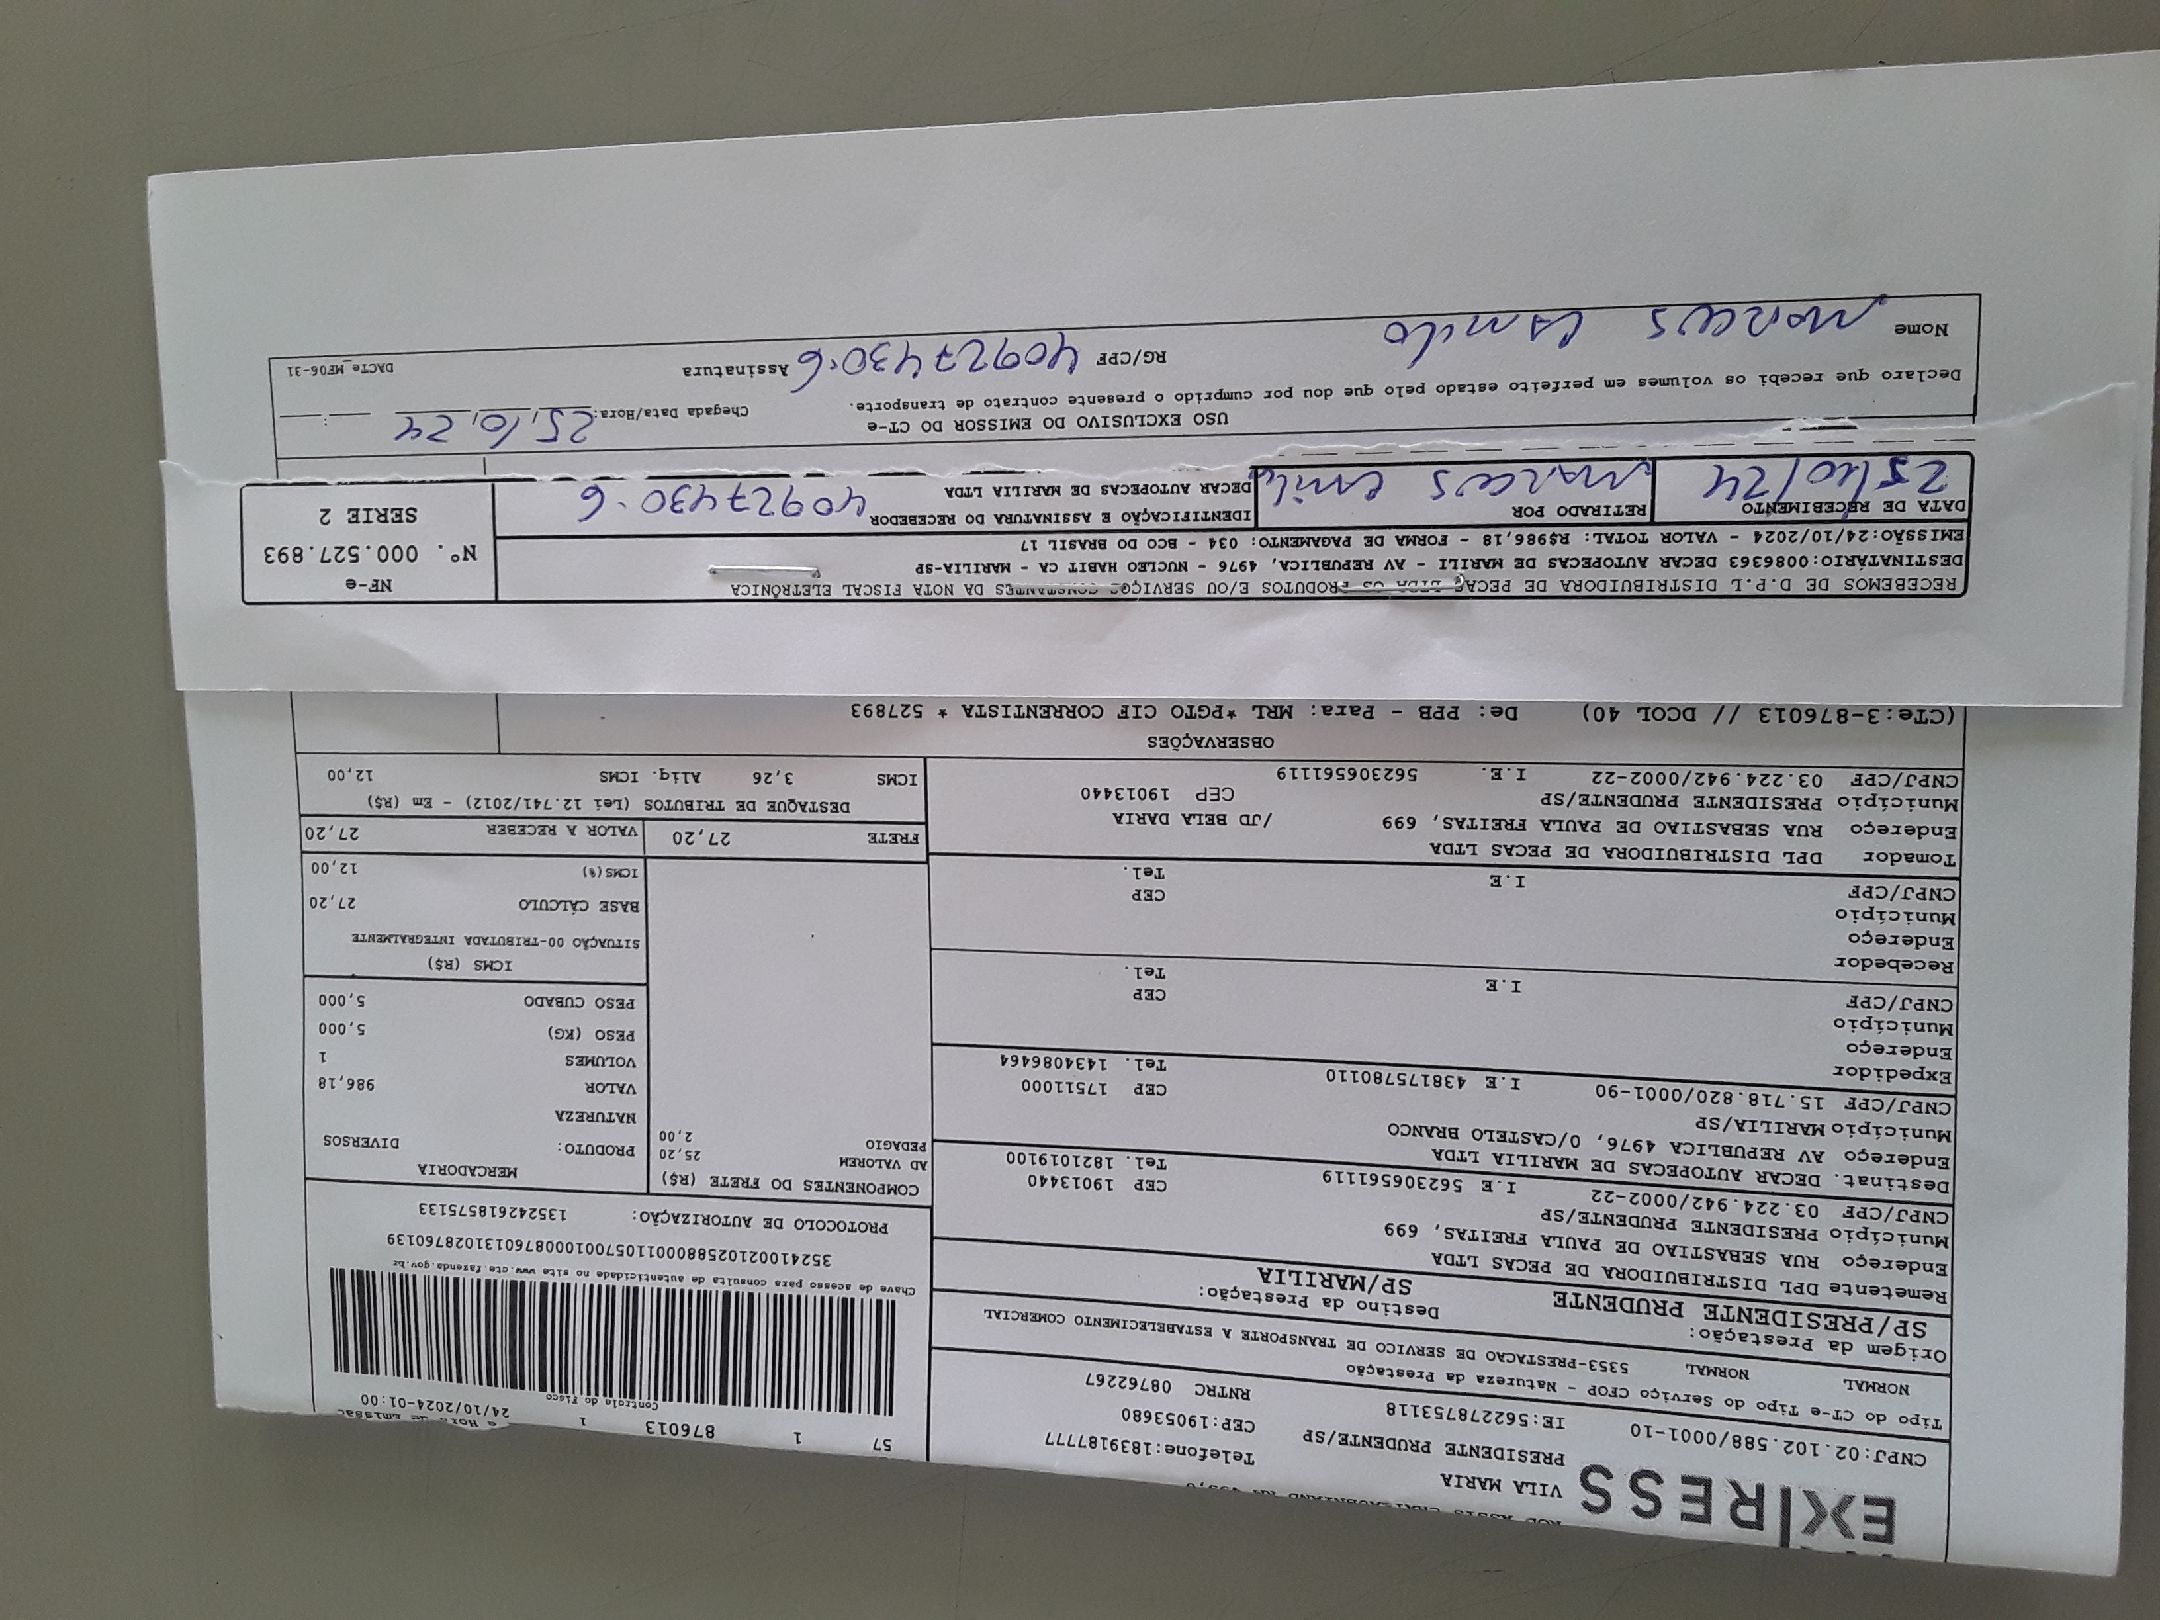 EXPRESS
VILA MARIA
Telefone:1839187777
PRESIDENTE PRUDENTE/SP
CEP:19053680
CNPJ:02.102.588/0001-10
IE:562278753118
RNTRC 08762267
57 1 876013 1 24/10/2024-01:00
Controle do Fisco
Tipo do CT-e Tipo do Serviço CFOP - Natureza da Prestação
NORMAL NORMAL 5353-PRESTACAO DE SERVICO DE TRANSPORTE A ESTABELECIMENTO COMERCIAL
Origem da Prestação: Destino da Prestação:
SP/PRESIDENTE PRUDENTE SP/MARILIA
Chave de acesso para consulta de autenticidade no site www.cte.fazenda.gov.br
35241002102588000110570010008760131028760139
PROTOCOLO DE AUTORIZAÇÃO: 135242618575133
Remetente DPL DISTRIBUIDORA DE PECAS LTDA
Endereço RUA SEBASTIAO DE PAULA FREITAS, 699
Município PRESIDENTE PRUDENTE/SP CEP 19013440
CNPJ/CPF 03.224.942/0002-22 I.E 562306561119 Tel. 1821019100
Destinat. DECAR AUTOPECAS DE MARILIA LTDA
Endereço AV REPUBLICA 4976, 0/CASTELO BRANCO
Município MARILIA/SP CEP 17511000
CNPJ/CPF 15.718.820/0001-90 I.E 438175780110 Tel. 1434086464
Expedidor
Endereço
Município CEP
CNPJ/CPF I.E Tel.
Recebedor
Endereço
Município CEP
CNPJ/CPF I.E Tel.
Tomador DPL DISTRIBUIDORA DE PECAS LTDA
Endereço RUA SEBASTIAO DE PAULA FREITAS, 699 /JD BELA DARIA
Município PRESIDENTE PRUDENTE/SP CEP 19013440
CNPJ/CPF 03.224.942/0002-22 I.E. 562306561119
COMPONENTES DO FRETE (R$)
AD VALOREM 25,20
PEDAGIO 2,00
MERCADORIA
PRODUTO: DIVERSOS
NATUREZA
VALOR 986,18
VOLUMES 1
PESO (KG) 5,000
PESO CUBADO 5,000
ICMS (R$)
SITUAÇÃO 00-TRIBUTADA INTEGRALMENTE
BASE CÁLCULO 27,20
ICMS(%) 12,00
FRETE 27,20 VALOR A RECEBER 27,20
DESTAQUE DE TRIBUTOS (Lei 12.741/2012) - Em (R$)
ICMS 3,26 Aliq. ICMS 12,00
OBSERVAÇÕES
(CTe:3-876013 // DCOL 40) De: PPB - Para: MRL *PGTO CIF CORRENTISTA * 527893
RECEBEMOS DE D.P.L DISTRIBUIDORA DE PECAS LTDA OS PRODUTOS E/OU SERVIÇOS CONSTANTES DA NOTA FISCAL ELETRÔNICA
DESTINATÁRIO:0086363 DECAR AUTOPECAS DE MARILI - AV REPUBLICA, 4976 - NUCLEO HABIT CA - MARILIA-SP
EMISSÃO:24/10/2024 - VALOR TOTAL: R$986,18 - FORMA DE PAGAMENTO: 034 - BCO DO BRASIL 17
NF-e
Nº. 000.527.893
SERIE 2
DATA DE RECEBIMENTO
25/10/24
RETIRADO POR
IDENTIFICAÇÃO E ASSINATURA DO RECEBEDOR
DECAR AUTOPECAS DE MARILIA LTDA
40927430-6
USO EXCLUSIVO DO EMISSOR DO CT-e
Declaro que recebi os volumes em perfeito estado pelo que dou por cumprido o presente contrato de transporte.
Chegada Data/Hora: 25,10,24
Nome
RG/CPF 40927430-6 Assinatura
DACTe_MF06-31